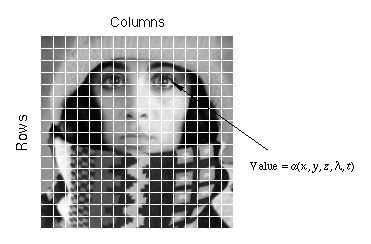 Columns
Rows
Value = a(x, y, z, λ, t)